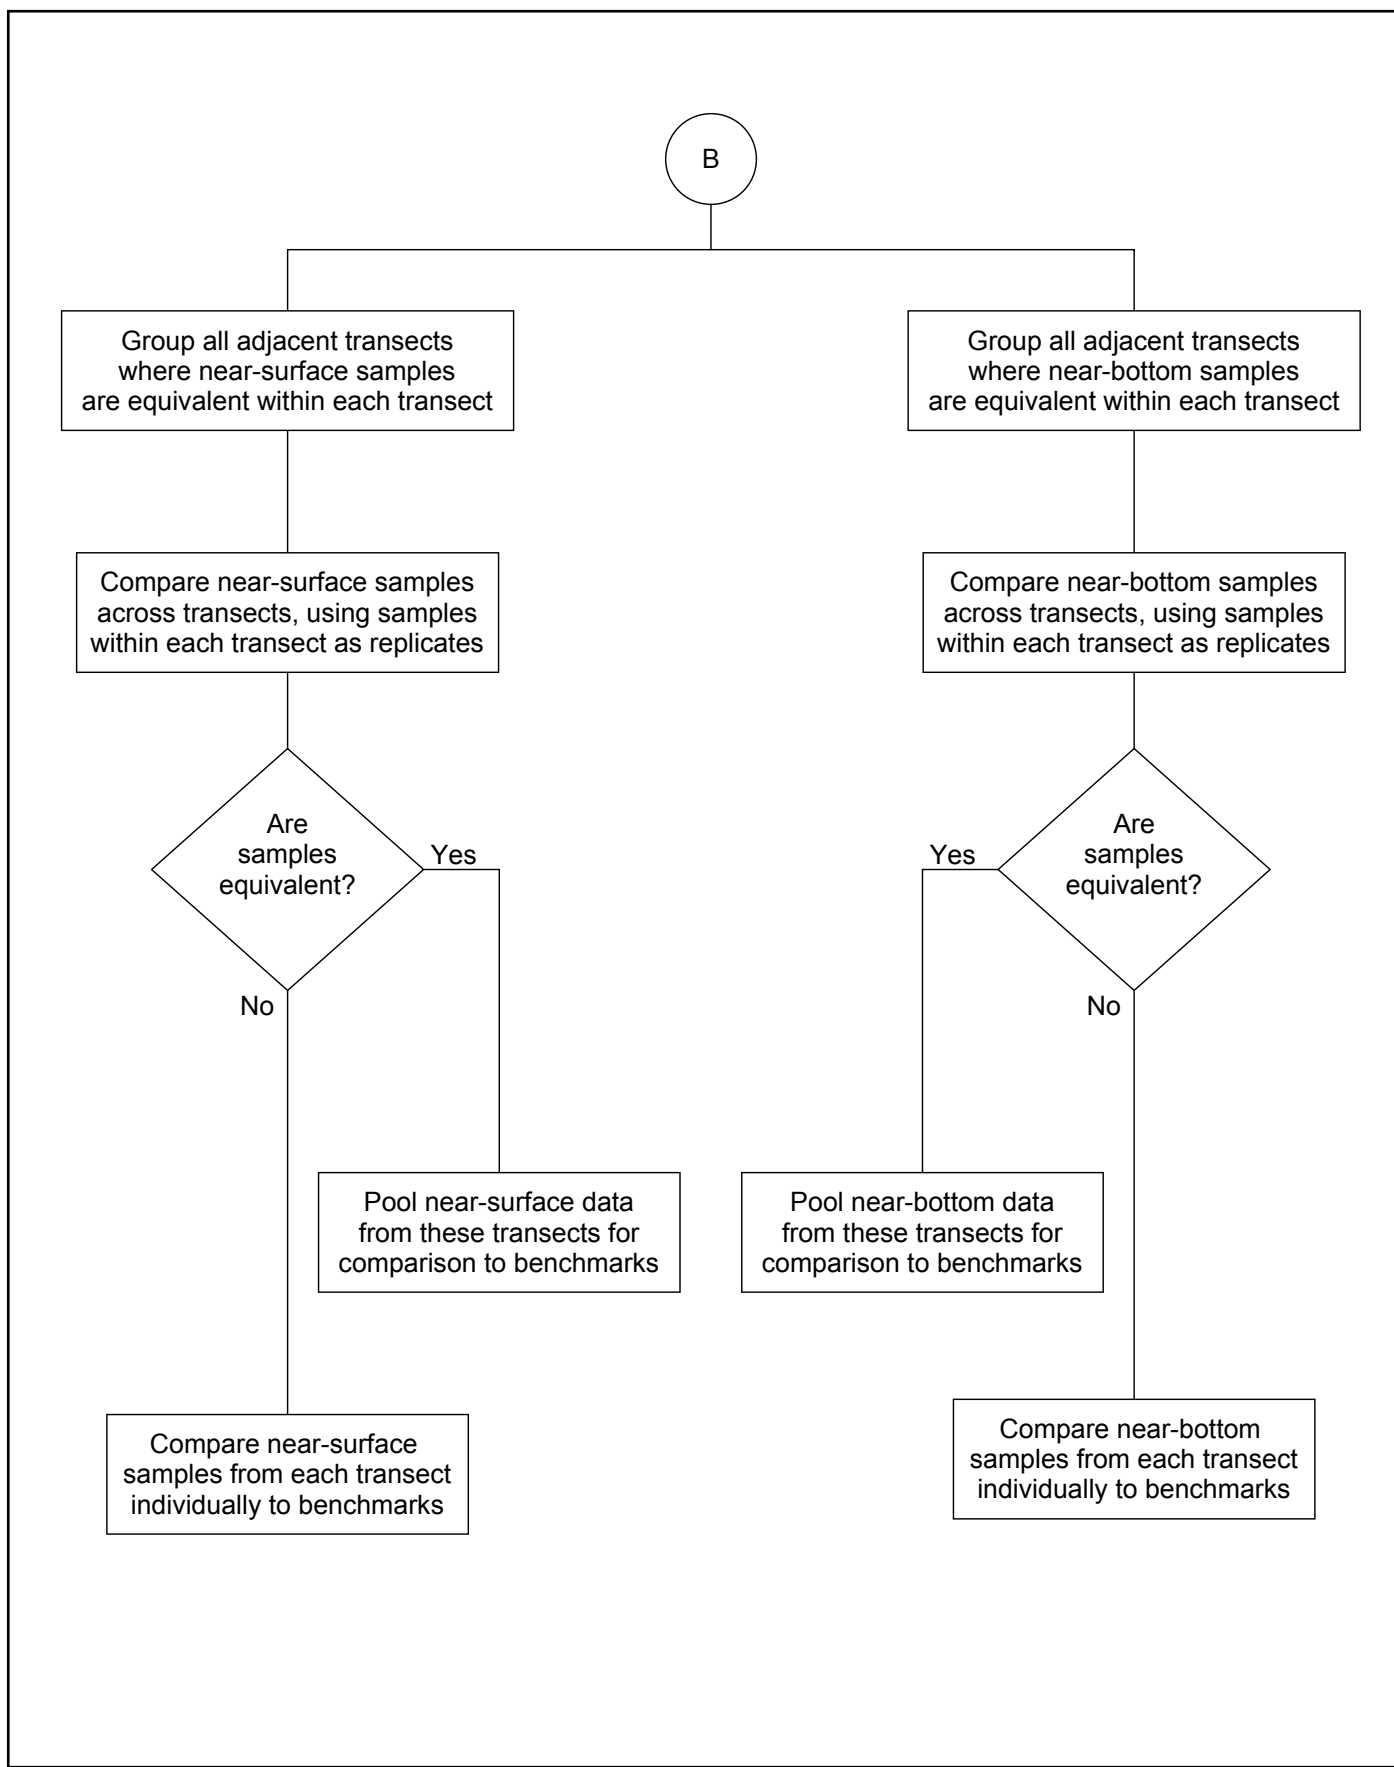 B
Group all adjacent transects
where near-surface samples
are equivalent within each transect
Group all adjacent transects
where near-bottom samples
are equivalent within each transect
Compare near-surface samples
across transects, using samples
within each transect as replicates
Compare near-bottom samples
across transects, using samples
within each transect as replicates
Are
samples
equivalent?
Yes
No
Yes
Are
samples
equivalent?
No
Pool near-surface data
from these transects for
comparison to benchmarks
Pool near-bottom data
from these transects for
comparison to benchmarks
Compare near-surface
samples from each transect
individually to benchmarks
Compare near-bottom
samples from each transect
individually to benchmarks